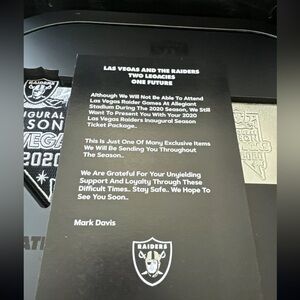 LAS VEGAS AND THE RAIDERS
TWO LEGACIES
ONE FUTURE
Although We Will Not Be Able To Attend
Las Vegas Raider Games At Allegiant
Stadium During The 2020 Season, We Still
Want To Present You With Your 2020
Las Vegas Raiders Inaugural Season
Ticket Package..
This Is Just One Of Many Exclusive Items
We Will Be Sending You Throughout
The Season..
We Are Grateful For Your Unyielding
Support And Loyalty Through These
Difficult Times.. Stay Safe.. We Hope To
See You Soon..
Mark Davis
RAIDERS
RAIDERS
UGURAL
SON
VEGA
2020